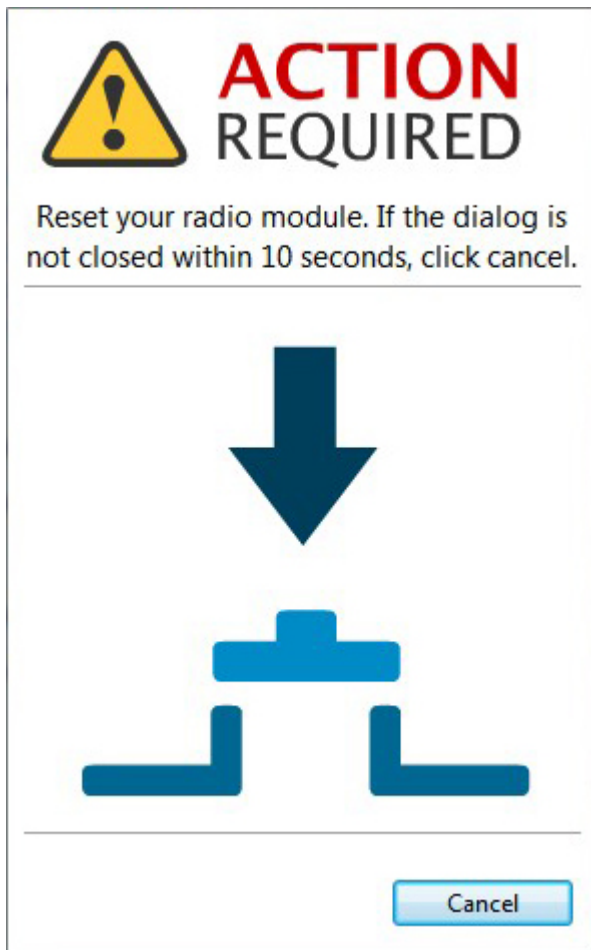 ACTION
REQUIRED
Reset your radio module. If the dialog is
not closed within 10 seconds, click cancel.
Cancel